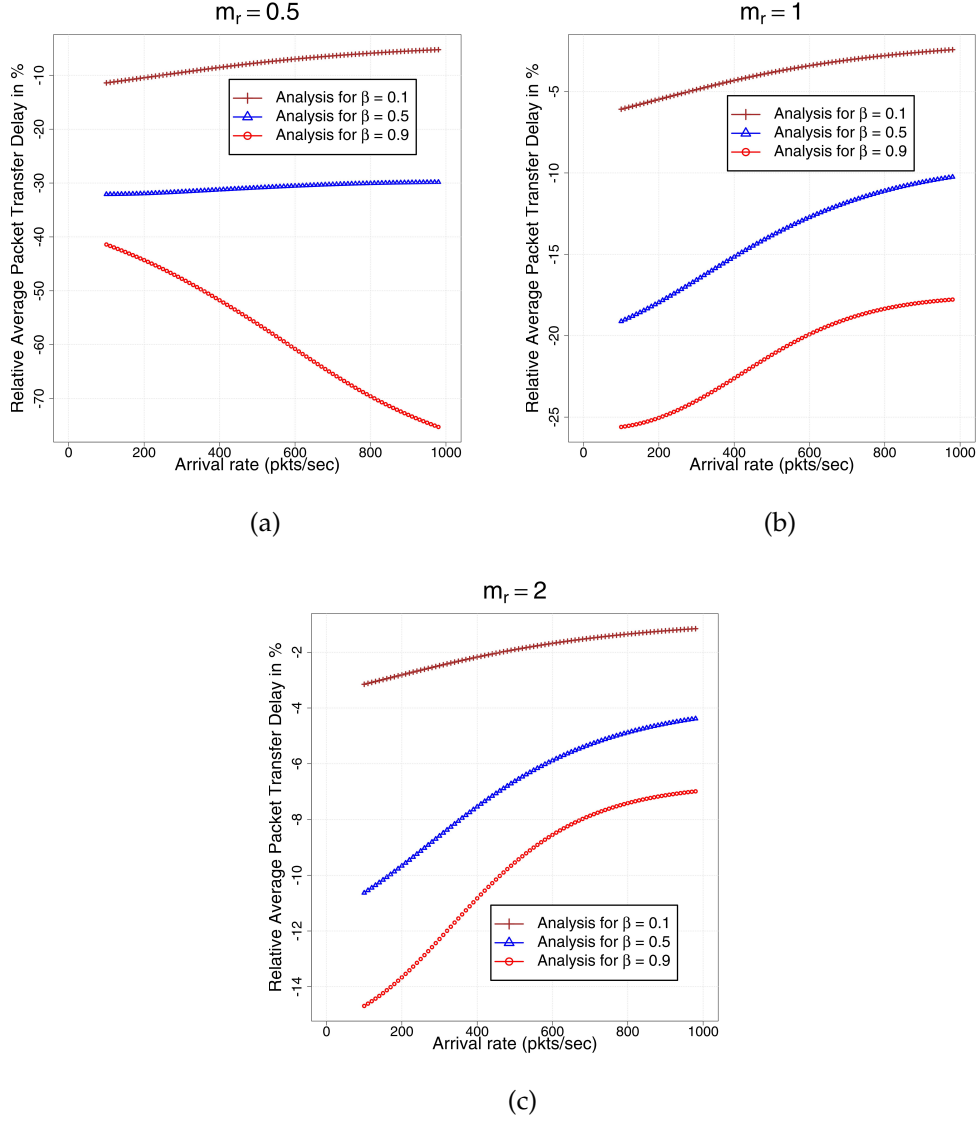 m_r = 0.5
Relative Average Packet Transfer Delay in %
-10
-20
-30
-40
-50
-60
-70
Analysis for β = 0.1
Analysis for β = 0.5
Analysis for β = 0.9
0 200 400 600 800 1000
Arrival rate (pkts/sec)
(a)
m_r = 1
Relative Average Packet Transfer Delay in %
-5
-10
-15
-20
-25
Analysis for β = 0.1
Analysis for β = 0.5
Analysis for β = 0.9
0 200 400 600 800 1000
Arrival rate (pkts/sec)
(b)
m_r = 2
Relative Average Packet Transfer Delay in %
-2
-4
-6
-8
-10
-12
-14
Analysis for β = 0.1
Analysis for β = 0.5
Analysis for β = 0.9
0 200 400 600 800 1000
Arrival rate (pkts/sec)
(c)